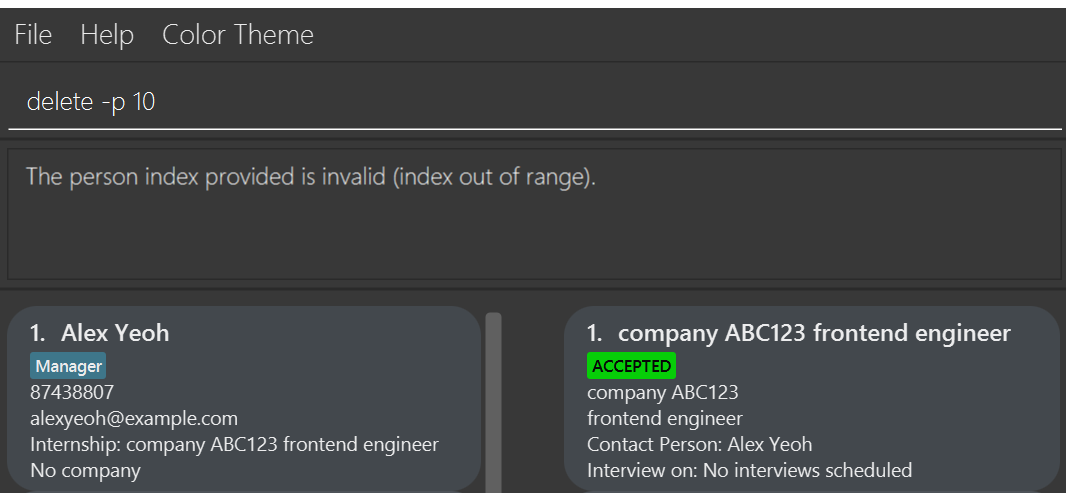 File Help Color Theme
delete -p 10
The person index provided is invalid (index out of range).
1. Alex Yeoh
Manager
87438807
alexyeoh@example.com
Internship: company ABC123 frontend engineer
No company
1. company ABC123 frontend engineer
ACCEPTED
company ABC123
frontend engineer
Contact Person: Alex Yeoh
Interview on: No interviews scheduled